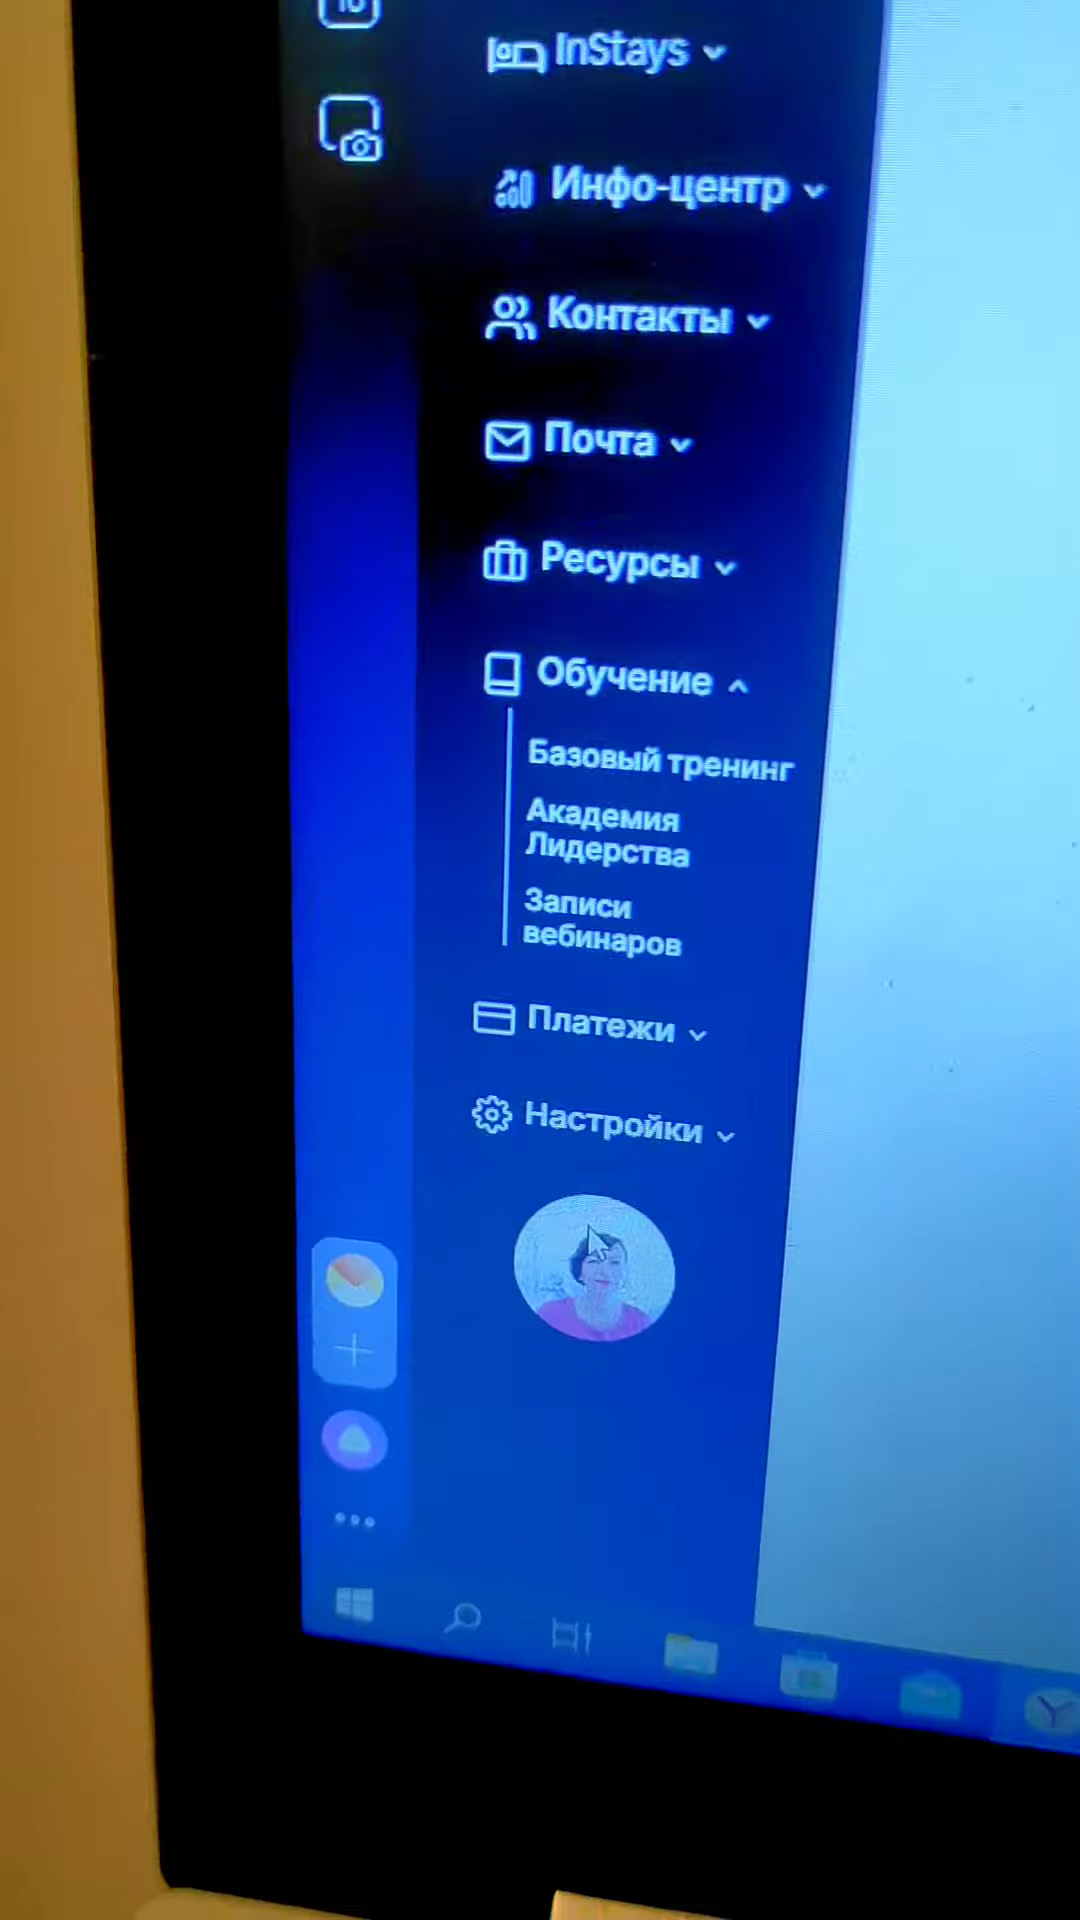 InStays
Инфо-центр
Контакты
Почта
Ресурсы
Обучение
Базовый тренинг
Академия
Лидерства
Записи
вебинаров
Платежи
Настройки